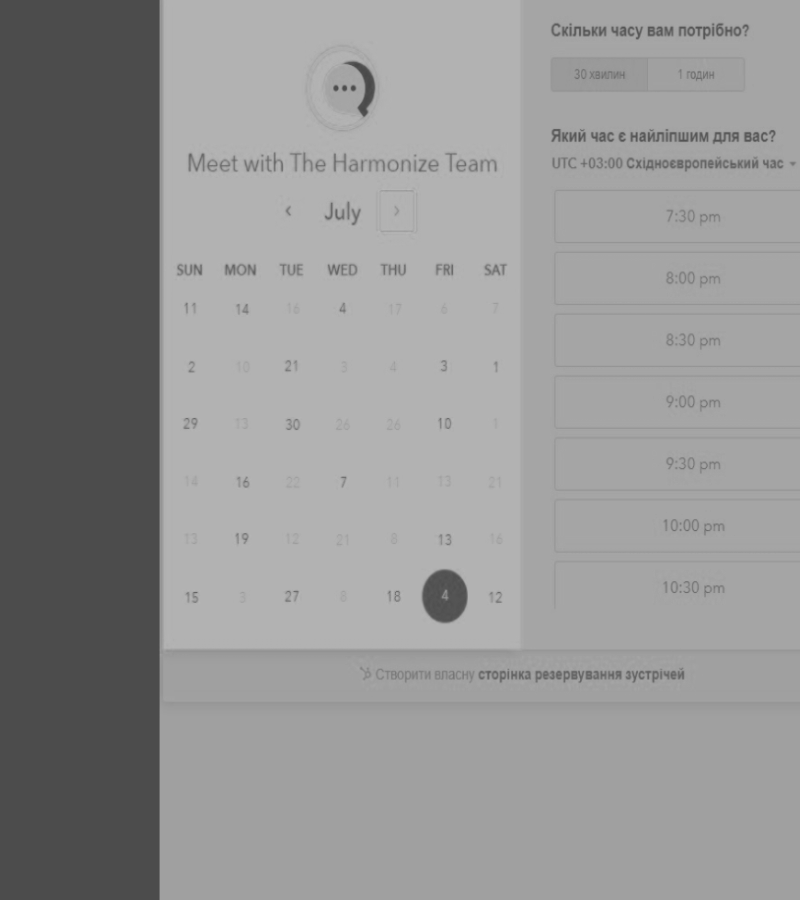 Meet with The Harmonize Team
July
SUN MON TUE WED THU FRI SAT
11 14 16 4 17 6 7
2 10 21 3 4 3 1
29 13 30 26 26 10 1
14 16 22 7 11 13 21
13 19 12 21 8 13 16
15 3 27 8 18 4 12
Скільки часу вам потрібно?
30 хвилин 1 годин
Який час є найліпшим для вас?
UTC +03:00 Східноєвропейський час
7:30 pm
8:00 pm
8:30 pm
9:00 pm
9:30 pm
10:00 pm
10:30 pm
Створити власну сторінка резервування зустрічей